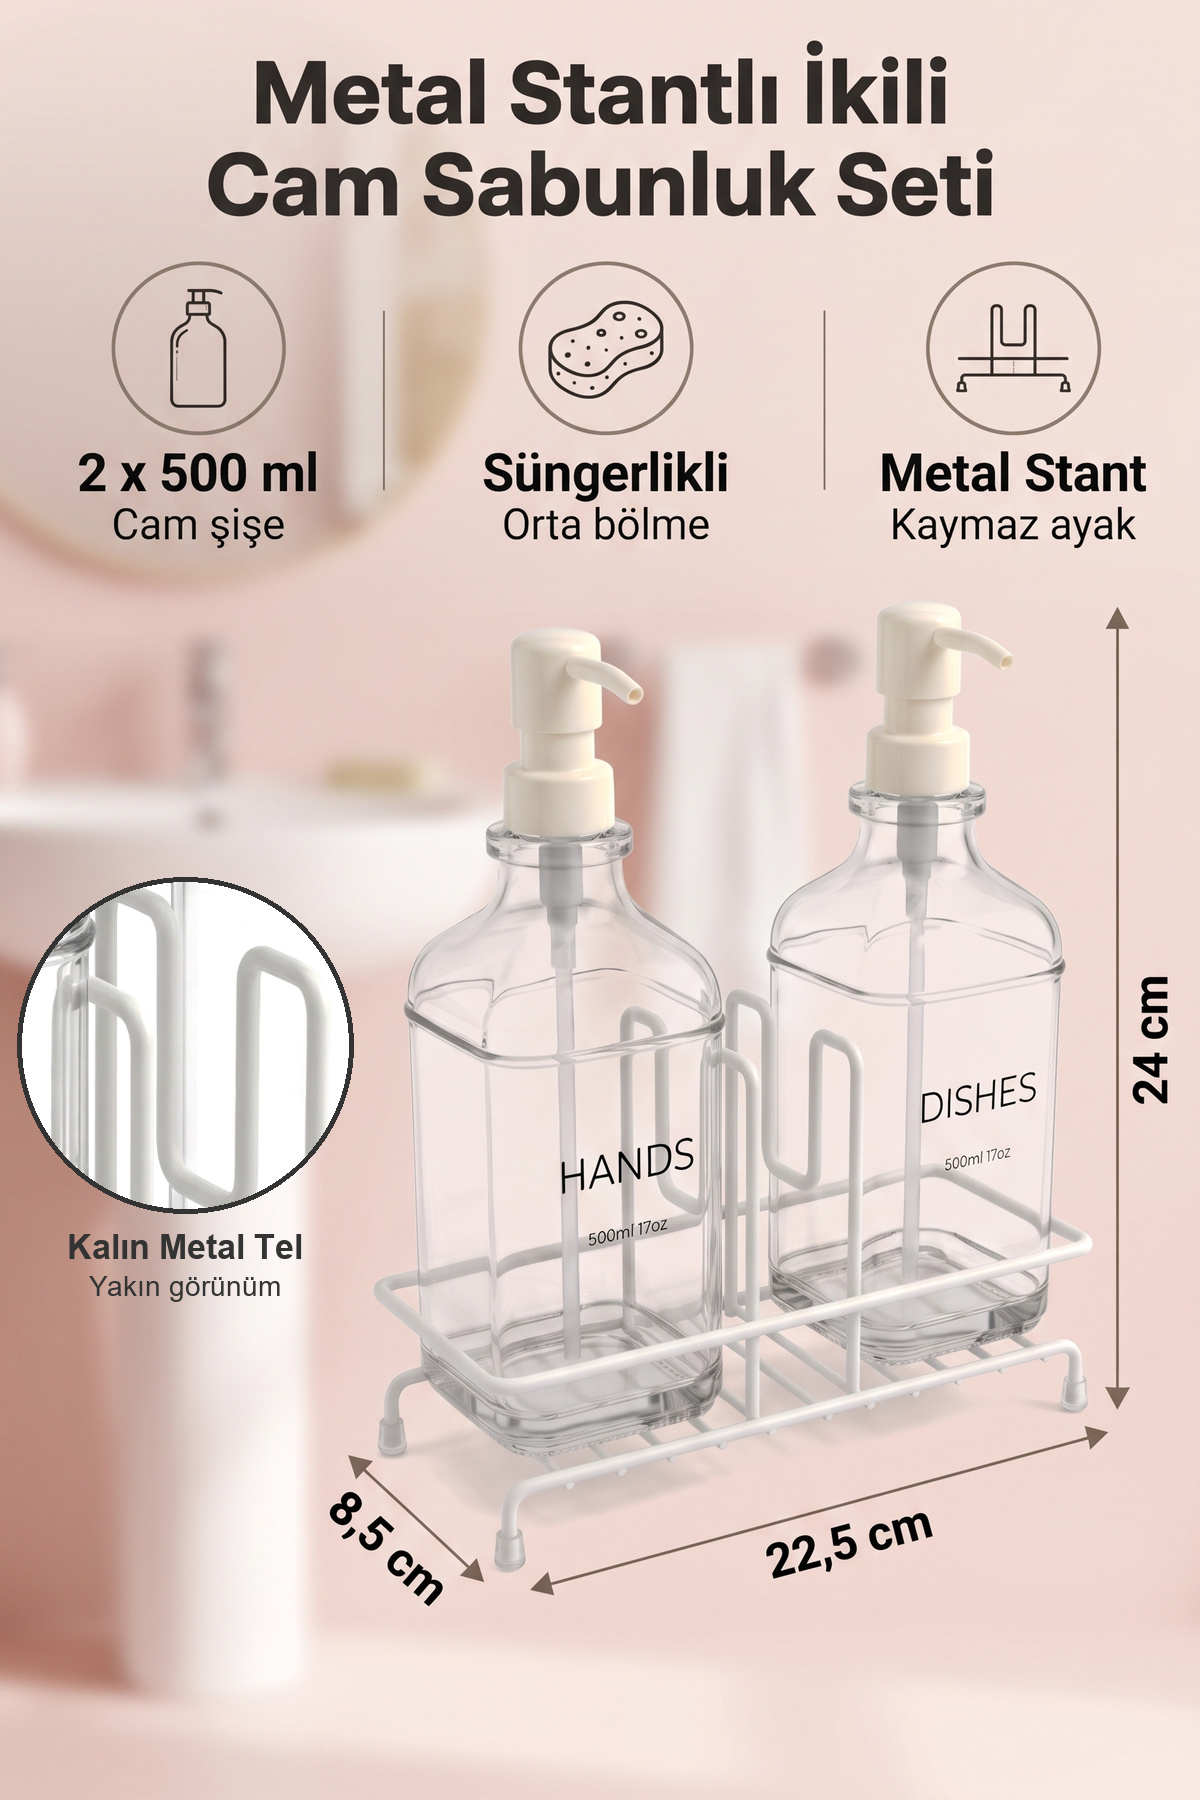 Metal Stantlı İkili
Cam Sabunluk Seti
2 x 500 ml
Cam şişe
Süngerlikli
Orta bölme
Metal Stant
Kaymaz ayak
24 cm
DISHES
500ml 17oz
HANDS
500ml 17oz
Kalın Metal Tel
Yakın görünüm
8,5 cm
22,5 cm